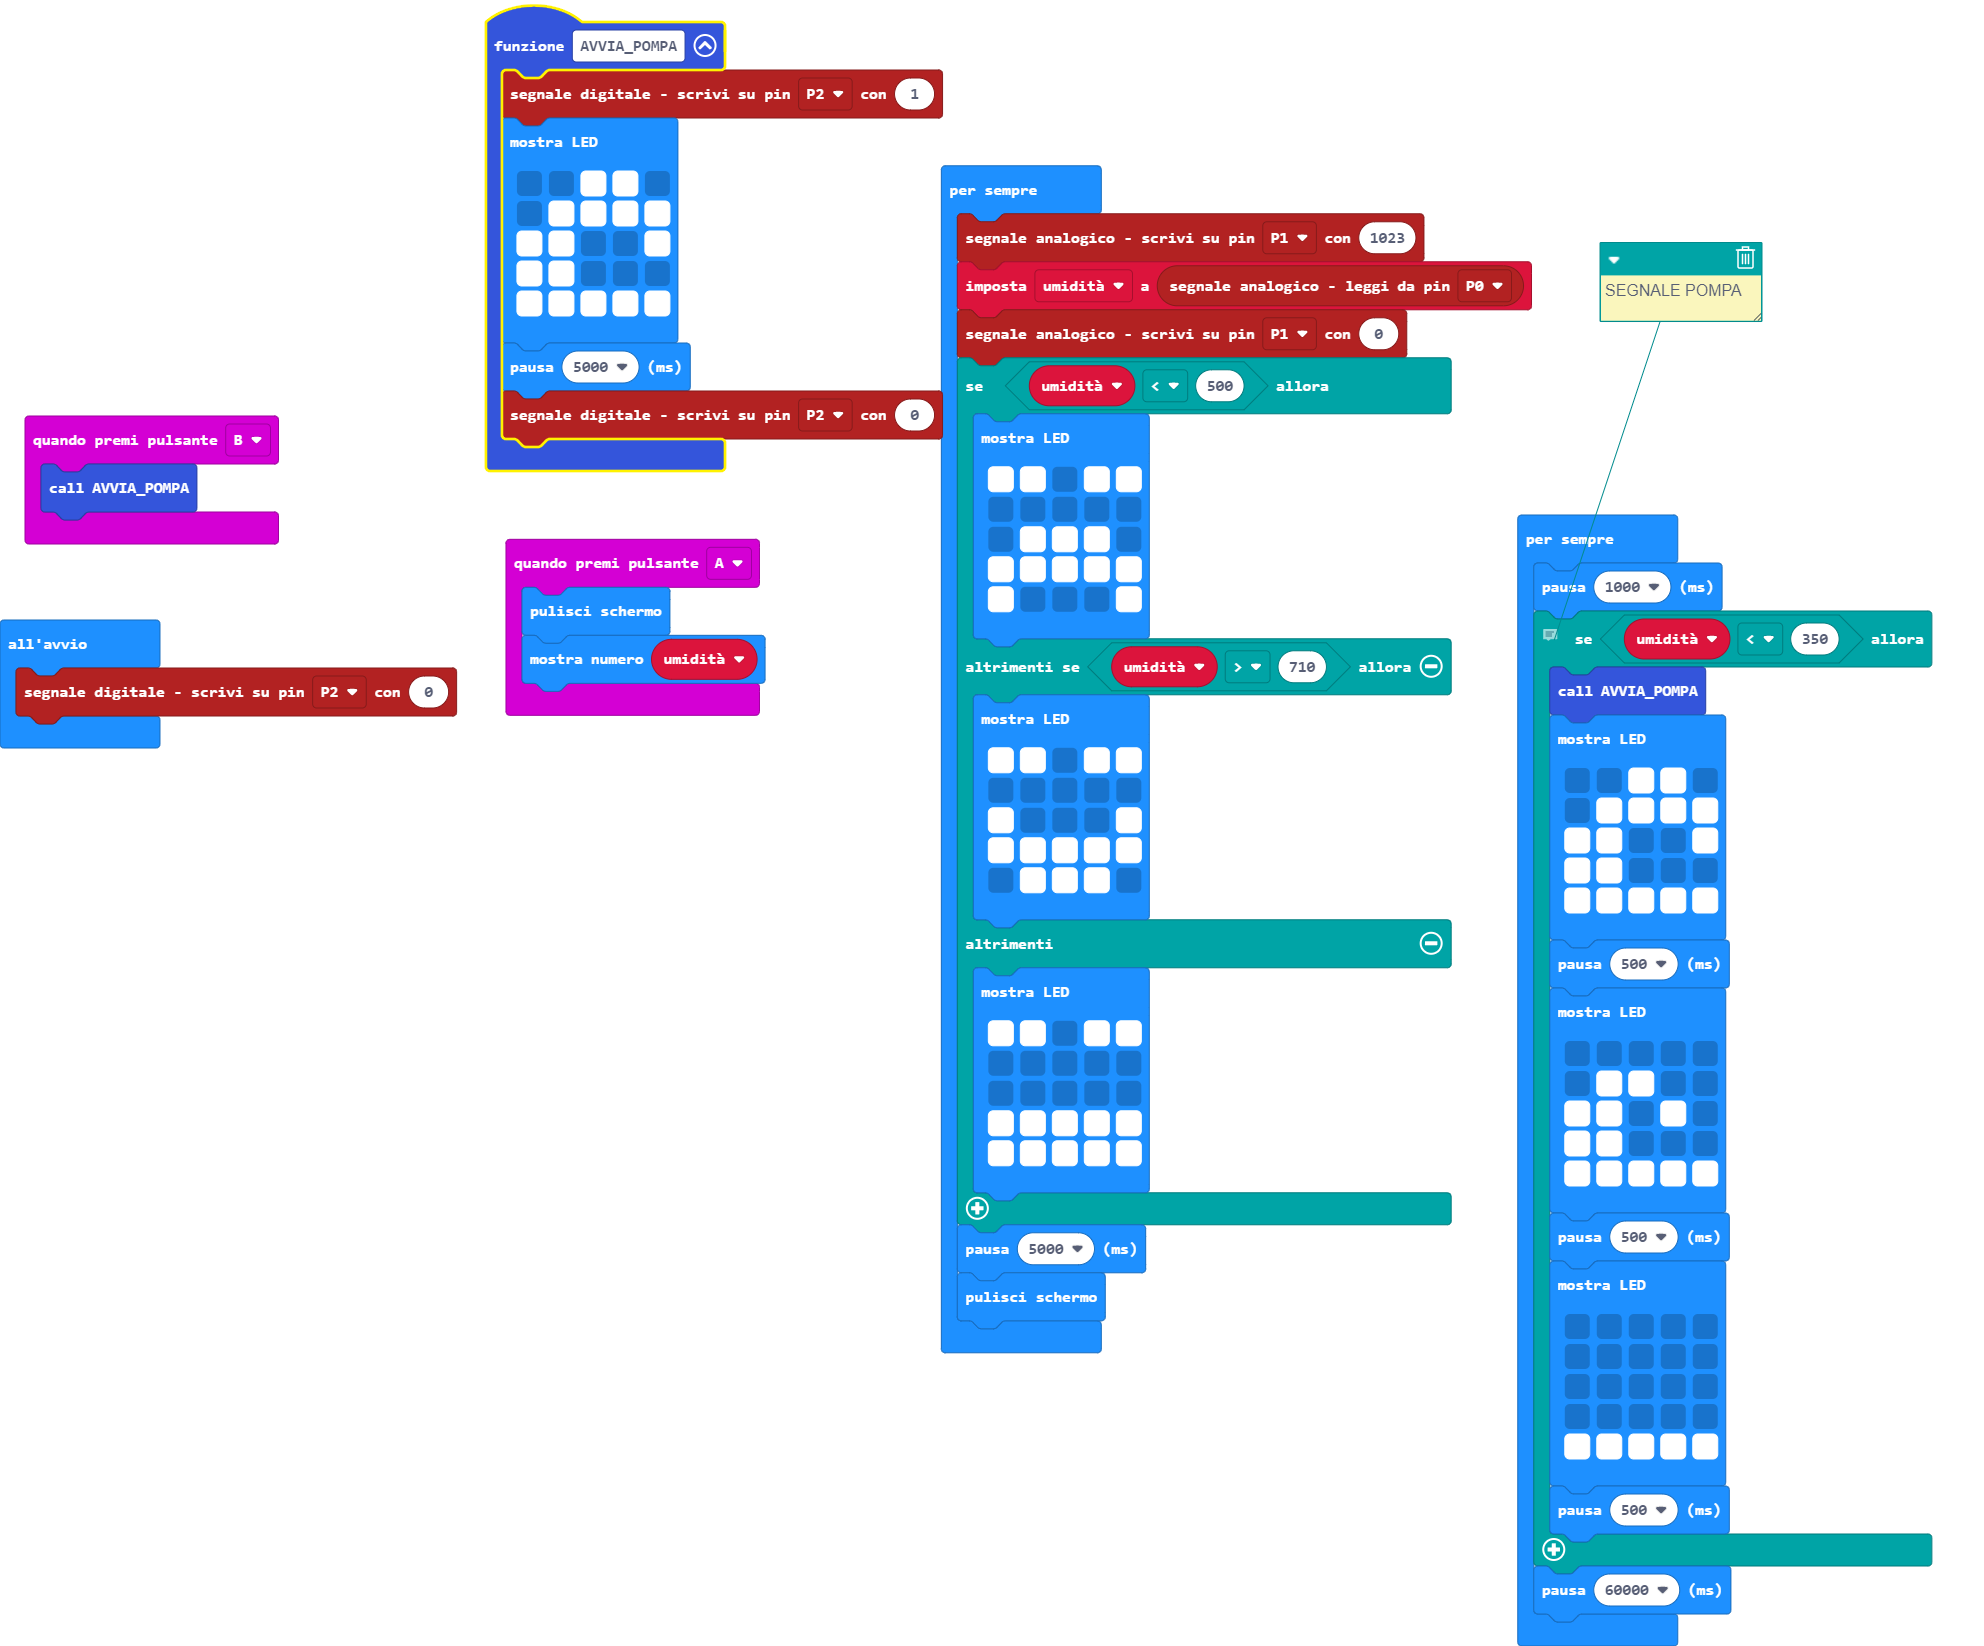 funzione AVVIA_POMPA
segnale digitale - scrivi su pin P2 con 1
mostra LED
pausa 5000 (ms)
segnale digitale - scrivi su pin P2 con 0
quando premi pulsante B
call AVVIA_POMPA
quando premi pulsante A
pulisci schermo
mostra numero umidità
all'avvio
segnale digitale - scrivi su pin P2 con 0
per sempre
segnale analogico - scrivi su pin P1 con 1023
imposta umidità a segnale analogico - leggi da pin P0
segnale analogico - scrivi su pin P1 con 0
se umidità < 500 allora
mostra LED
altrimenti se umidità > 710 allora
mostra LED
altrimenti
mostra LED
pausa 5000 (ms)
pulisci schermo
SEGNALE POMPA
per sempre
pausa 1000 (ms)
se umidità < 350 allora
call AVVIA_POMPA
mostra LED
pausa 500 (ms)
mostra LED
pausa 500 (ms)
mostra LED
pausa 500 (ms)
pausa 60000 (ms)